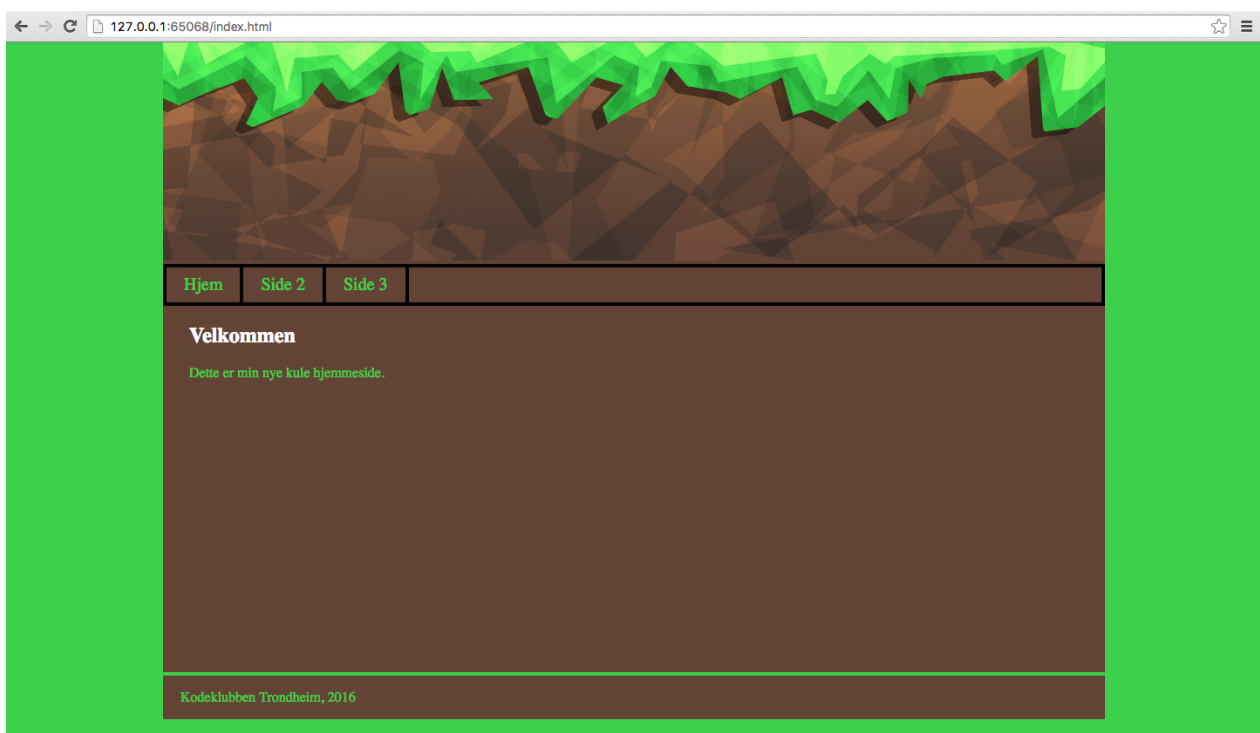 127.0.0.1:65068/index.html
Hjem Side 2 Side 3
Velkommen
Dette er min nye kule hjemmeside.
Kodeklubben Trondheim, 2016